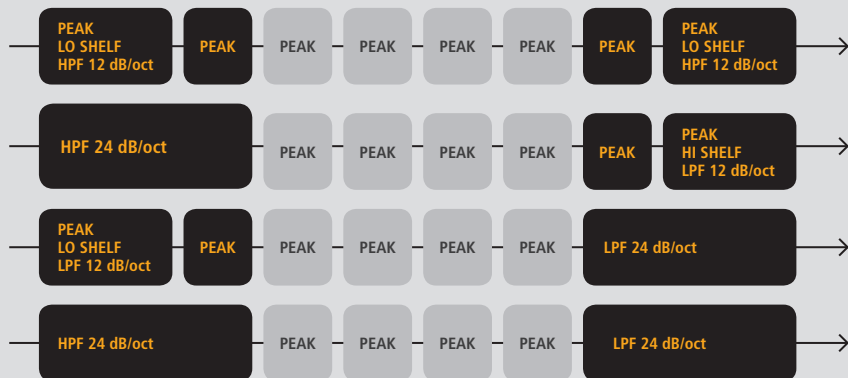 PEAK
LO SHELF
HPF 12 dB/oct
PEAK
PEAK
PEAK
PEAK
PEAK
PEAK
PEAK
LO SHELF
HPF 12 dB/oct
HPF 24 dB/oct
PEAK
PEAK
PEAK
PEAK
PEAK
PEAK
HI SHELF
LPF 12 dB/oct
PEAK
LO SHELF
LPF 12 dB/oct
PEAK
PEAK
PEAK
PEAK
PEAK
LPF 24 dB/oct
HPF 24 dB/oct
PEAK
PEAK
PEAK
PEAK
LPF 24 dB/oct